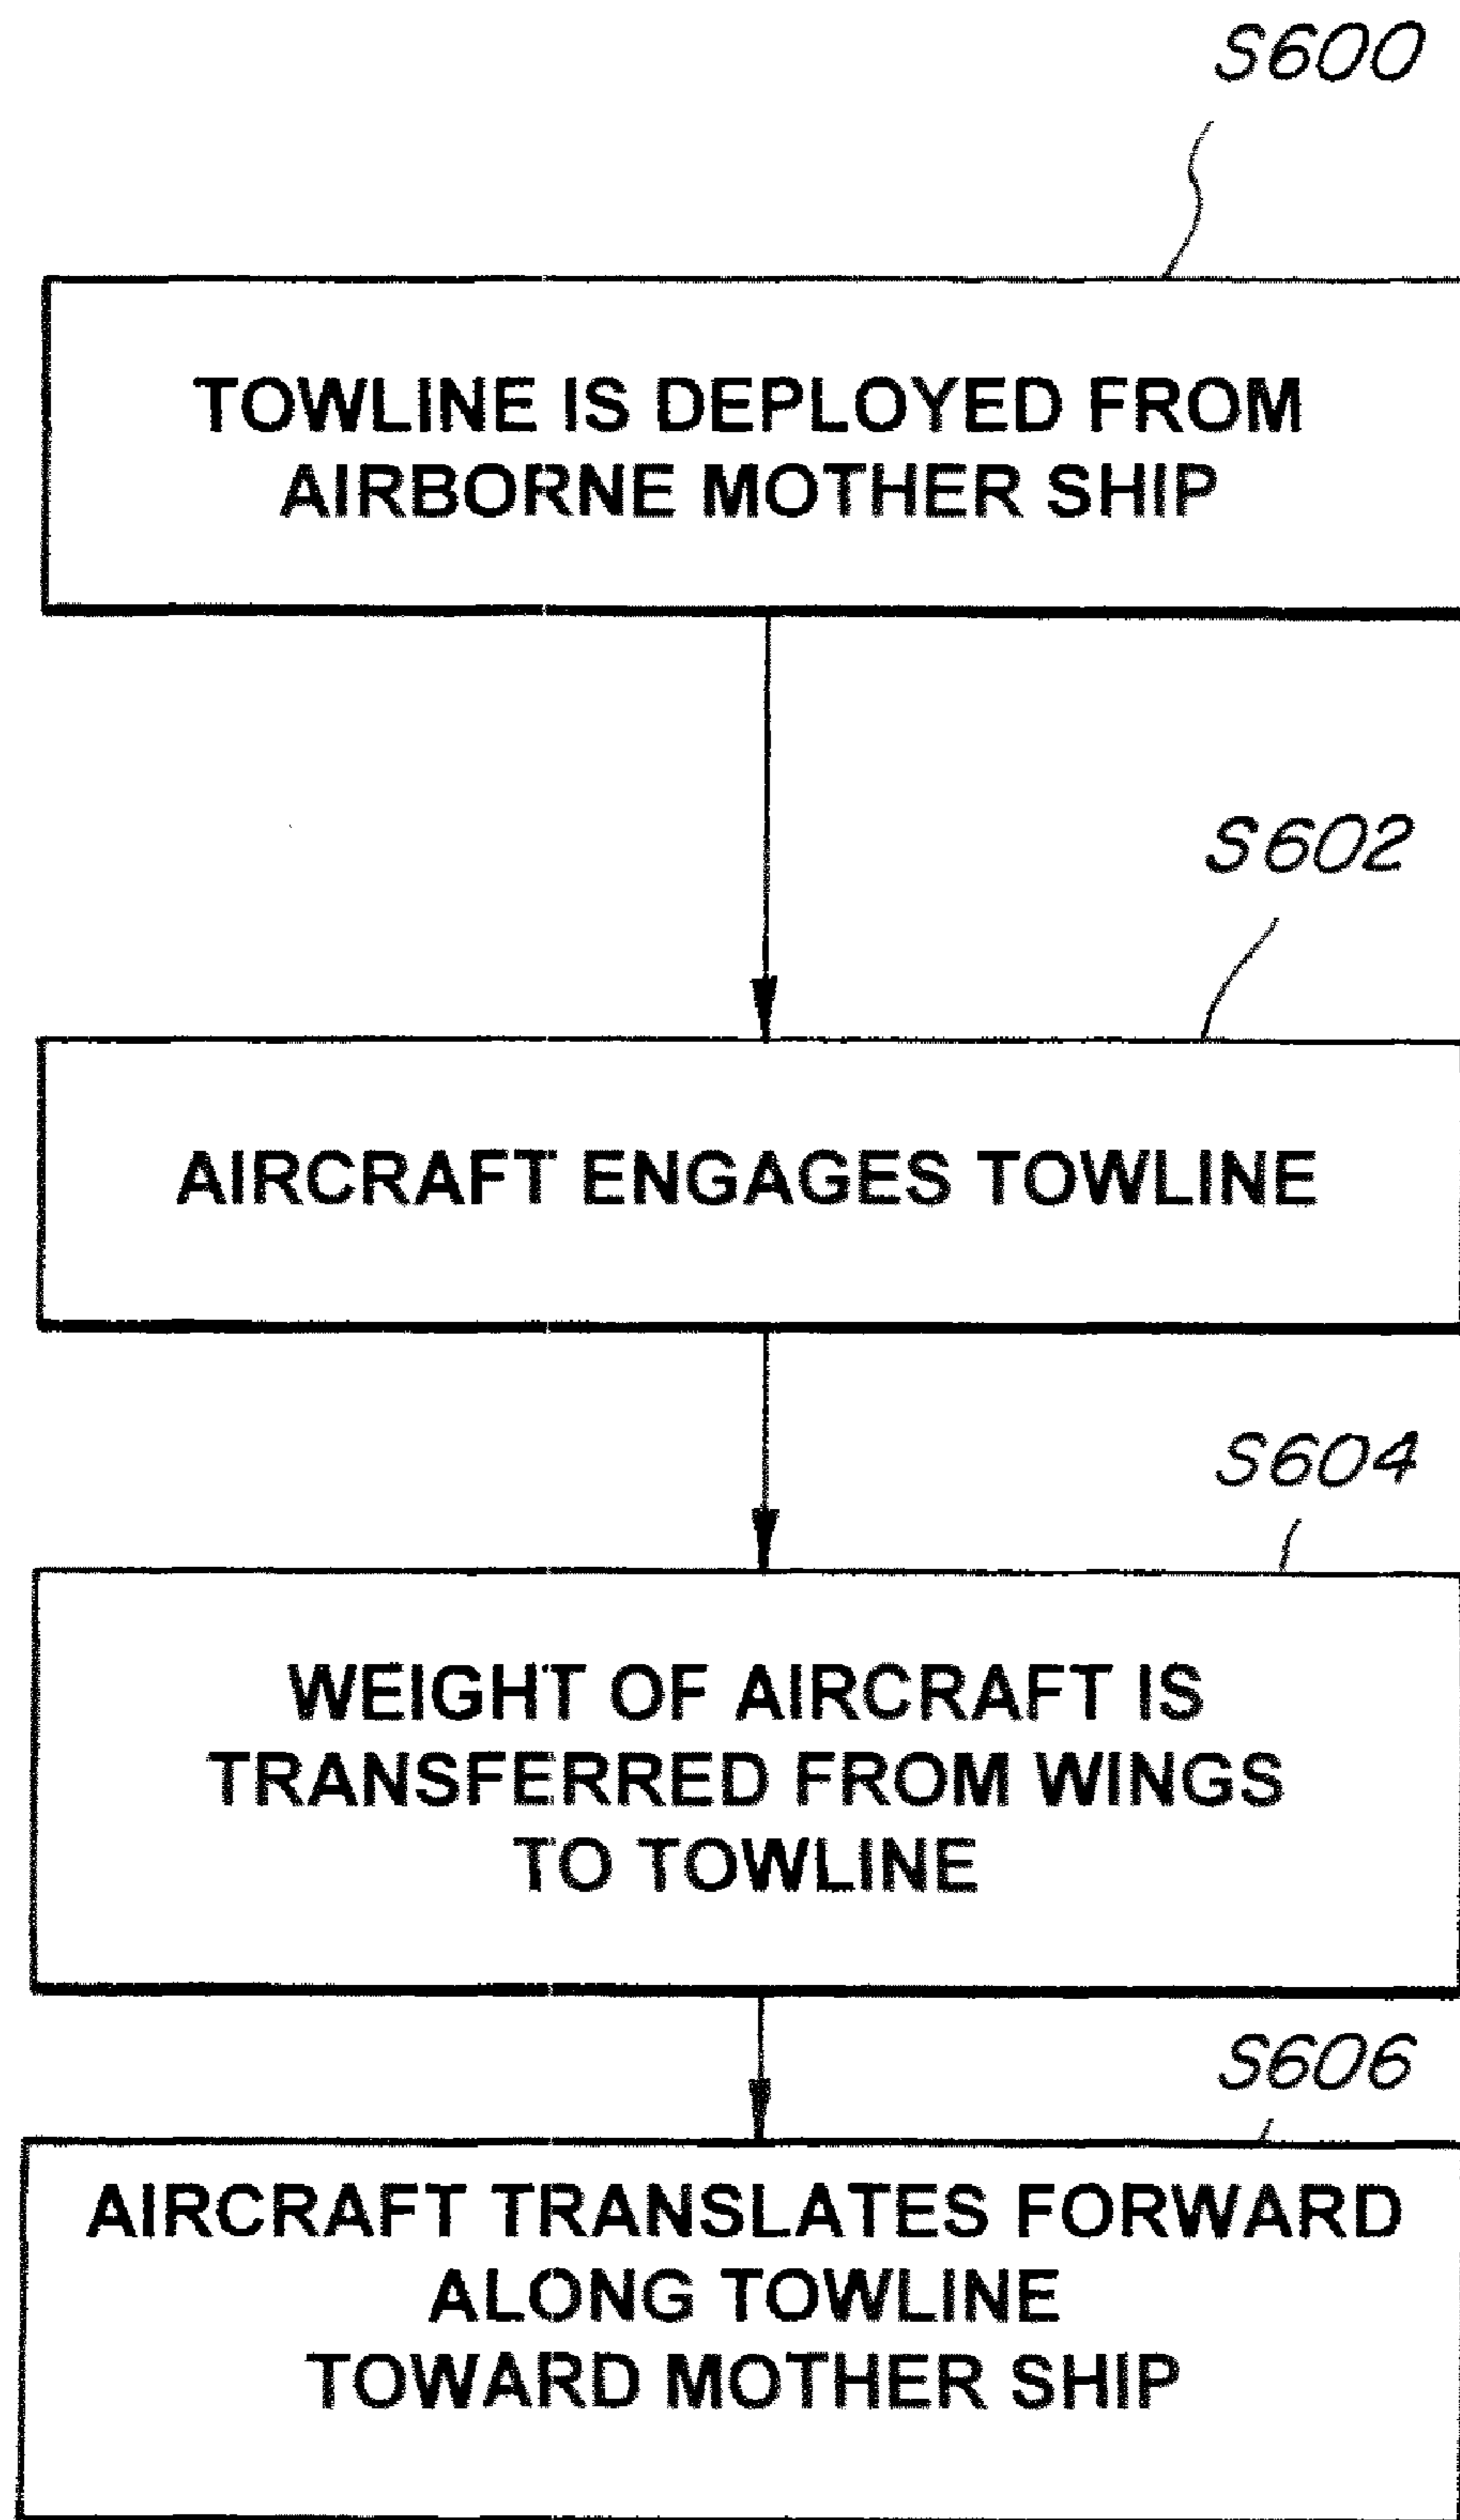 S600
TOWLINE IS DEPLOYED FROM
AIRBORNE MOTHER SHIP
S602
AIRCRAFT ENGAGES TOWLINE
S604
WEIGHT OF AIRCRAFT IS
TRANSFERRED FROM WINGS
TO TOWLINE
S606
AIRCRAFT TRANSLATES FORWARD
ALONG TOWLINE
TOWARD MOTHER SHIP